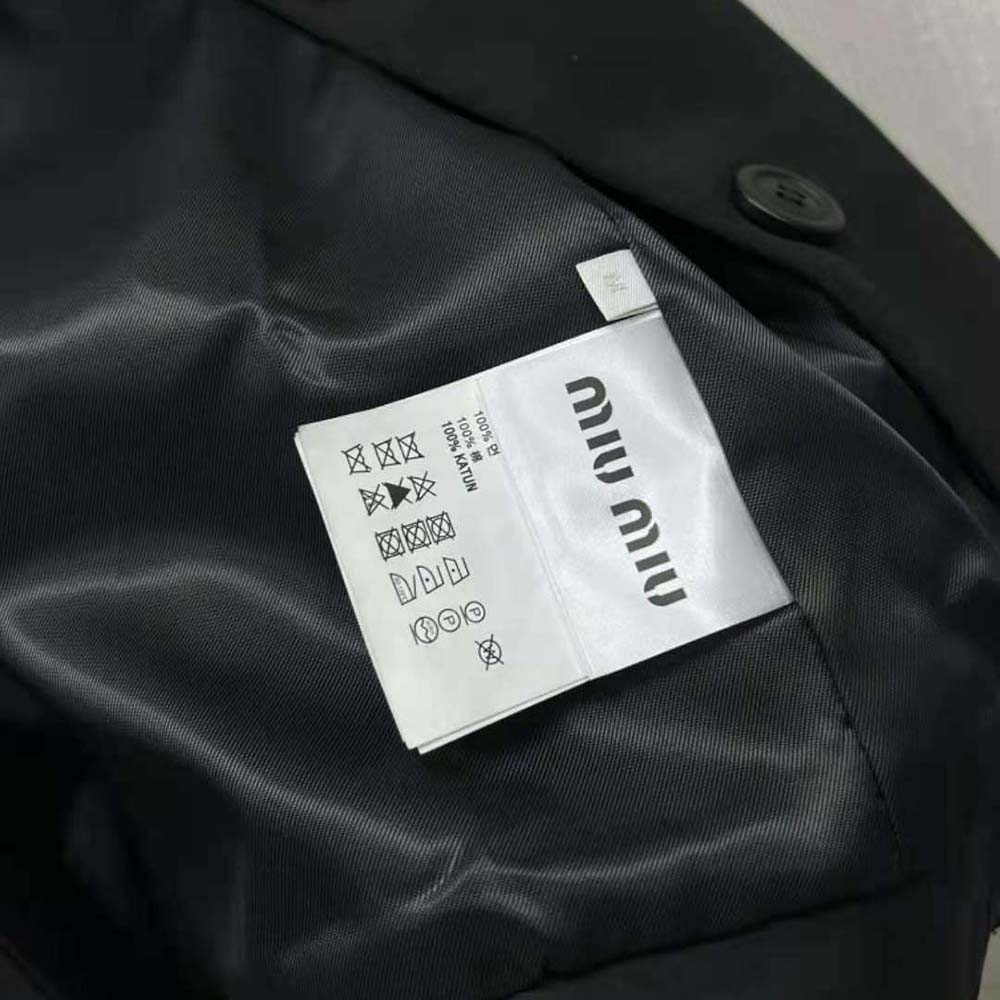 MIU MIU
100% 면
100% 棉
100% KATUN
P
P